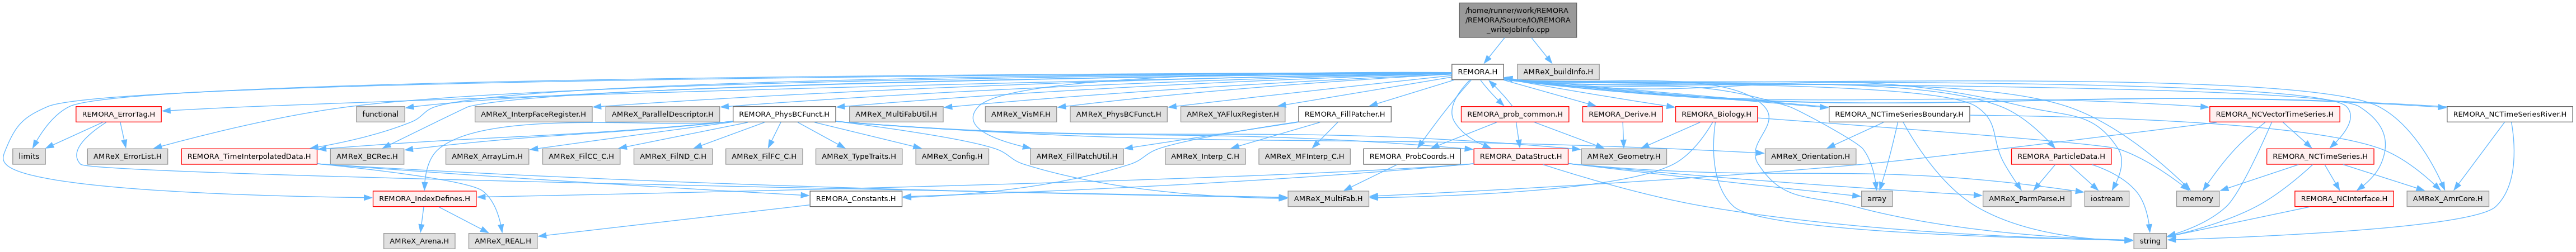 /home/runner/work/REMORA
/REMORA/Source/IO/REMORA
_writeJobInfo.cpp
REMORA.H
AMReX_buildInfo.H
REMORA_ErrorTag.H
functional
AMReX_InterpFaceRegister.H
AMReX_ParallelDescriptor.H
REMORA_PhysBCFunct.H
AMReX_MultiFabUtil.H
AMReX_VisMF.H
AMReX_PhysBCFunct.H
AMReX_YAFluxRegister.H
REMORA_FillPatcher.H
REMORA_prob_common.H
REMORA_Derive.H
REMORA_Biology.H
REMORA_NCTimeSeriesBoundary.H
REMORA_NCVectorTimeSeries.H
REMORA_NCTimeSeriesRiver.H
limits
AMReX_ErrorList.H
REMORA_TimeInterpolatedData.H
AMReX_BCRec.H
AMReX_ArrayLim.H
AMReX_FilCC_C.H
AMReX_FilND_C.H
AMReX_FilFC_C.H
AMReX_TypeTraits.H
AMReX_Config.H
AMReX_FillPatchUtil.H
AMReX_Interp_C.H
AMReX_MFInterp_C.H
REMORA_ProbCoords.H
REMORA_DataStruct.H
AMReX_Geometry.H
AMReX_Orientation.H
REMORA_ParticleData.H
REMORA_NCTimeSeries.H
REMORA_IndexDefines.H
REMORA_Constants.H
AMReX_MultiFab.H
array
AMReX_ParmParse.H
iostream
memory
REMORA_NCInterface.H
AMReX_AmrCore.H
AMReX_Arena.H
AMReX_REAL.H
string